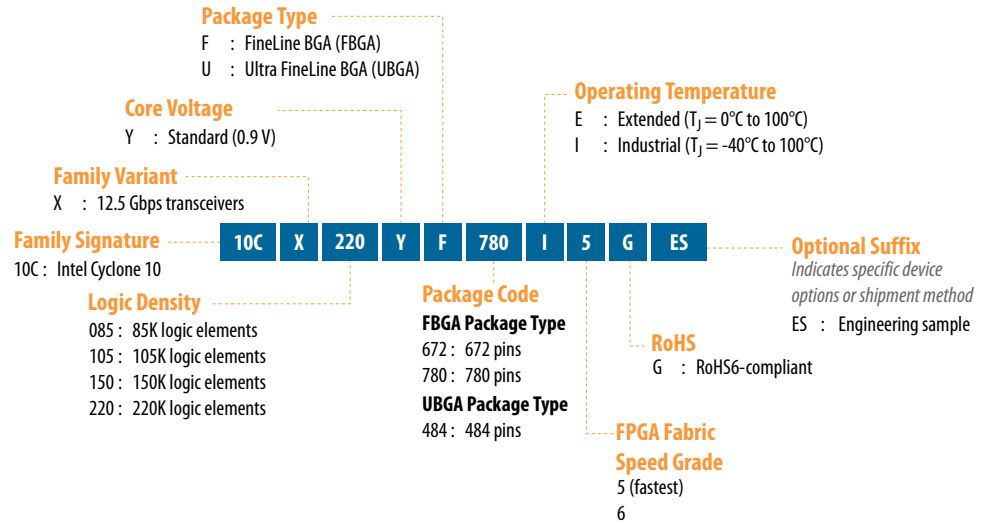 Package Type
F : FineLine BGA (FBGA)
U : Ultra FineLine BGA (UBGA)
Operating Temperature
E : Extended (TJ = 0°C to 100°C)
I : Industrial (TJ = -40°C to 100°C)
Core Voltage
Y : Standard (0.9 V)
Family Variant
X : 12.5 Gbps transceivers
Family Signature
10C : Intel Cyclone 10
10C X 220 Y F 780 I 5 G ES
Optional Suffix
Indicates specific device
options or shipment method
ES : Engineering sample
Logic Density
085 : 85K logic elements
105 : 105K logic elements
150 : 150K logic elements
220 : 220K logic elements
Package Code
FBGA Package Type
672 : 672 pins
780 : 780 pins
UBGA Package Type
484 : 484 pins
RoHS
G : RoHS6-compliant
FPGA Fabric
Speed Grade
5 (fastest)
6